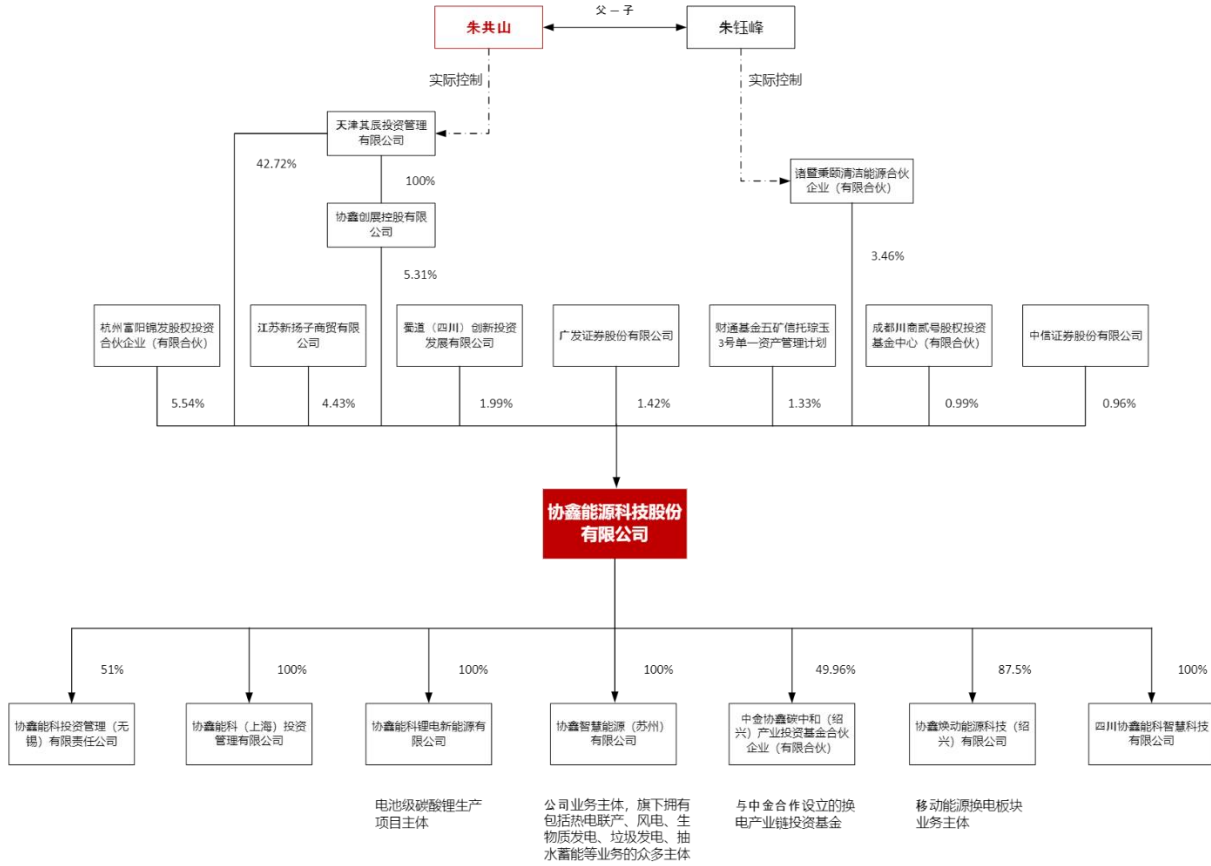 父 — 子
朱共山
朱钰峰
实际控制
实际控制
天津其辰投资管理
有限公司
42.72%
100%
诸暨秉颐清洁能源合伙
企业（有限合伙）
协鑫创展控股有限
公司
3.46%
5.31%
杭州富阳锦发股权投资
合伙企业（有限合伙）
江苏新扬子商贸有限
公司
蜀道（四川）创新投资
发展有限公司
广发证券股份有限公司
财通基金五矿信托琮玉
3号单一资产管理计划
成都川商贰号股权投资
基金中心（有限合伙）
中信证券股份有限公司
5.54%
4.43%
1.99%
1.42%
1.33%
0.99%
0.96%
协鑫能源科技股份
有限公司
51%
100%
100%
100%
49.96%
87.5%
100%
协鑫能科投资管理（无
锡）有限责任公司
协鑫能科（上海）投资
管理有限公司
协鑫能科锂电新能源有
限公司
协鑫智慧能源（苏州）
有限公司
中金协鑫碳中和（绍
兴）产业投资基金合伙
企业（有限合伙）
协鑫焕动能源科技（绍
兴）有限公司
四川协鑫能科智慧科技
有限公司
电池级碳酸锂生产
项目主体
公司业务主体，旗下拥有
包括热电联产、风电、生
物质发电、垃圾发电、抽
水蓄能等业务的众多主体
与中金合作设立的换
电产业链投资基金
移动能源换电板块
业务主体